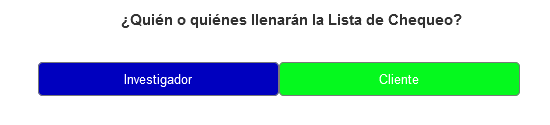 ¿Quién o quiénes llenarán la Lista de Chequeo?
Investigador
Cliente